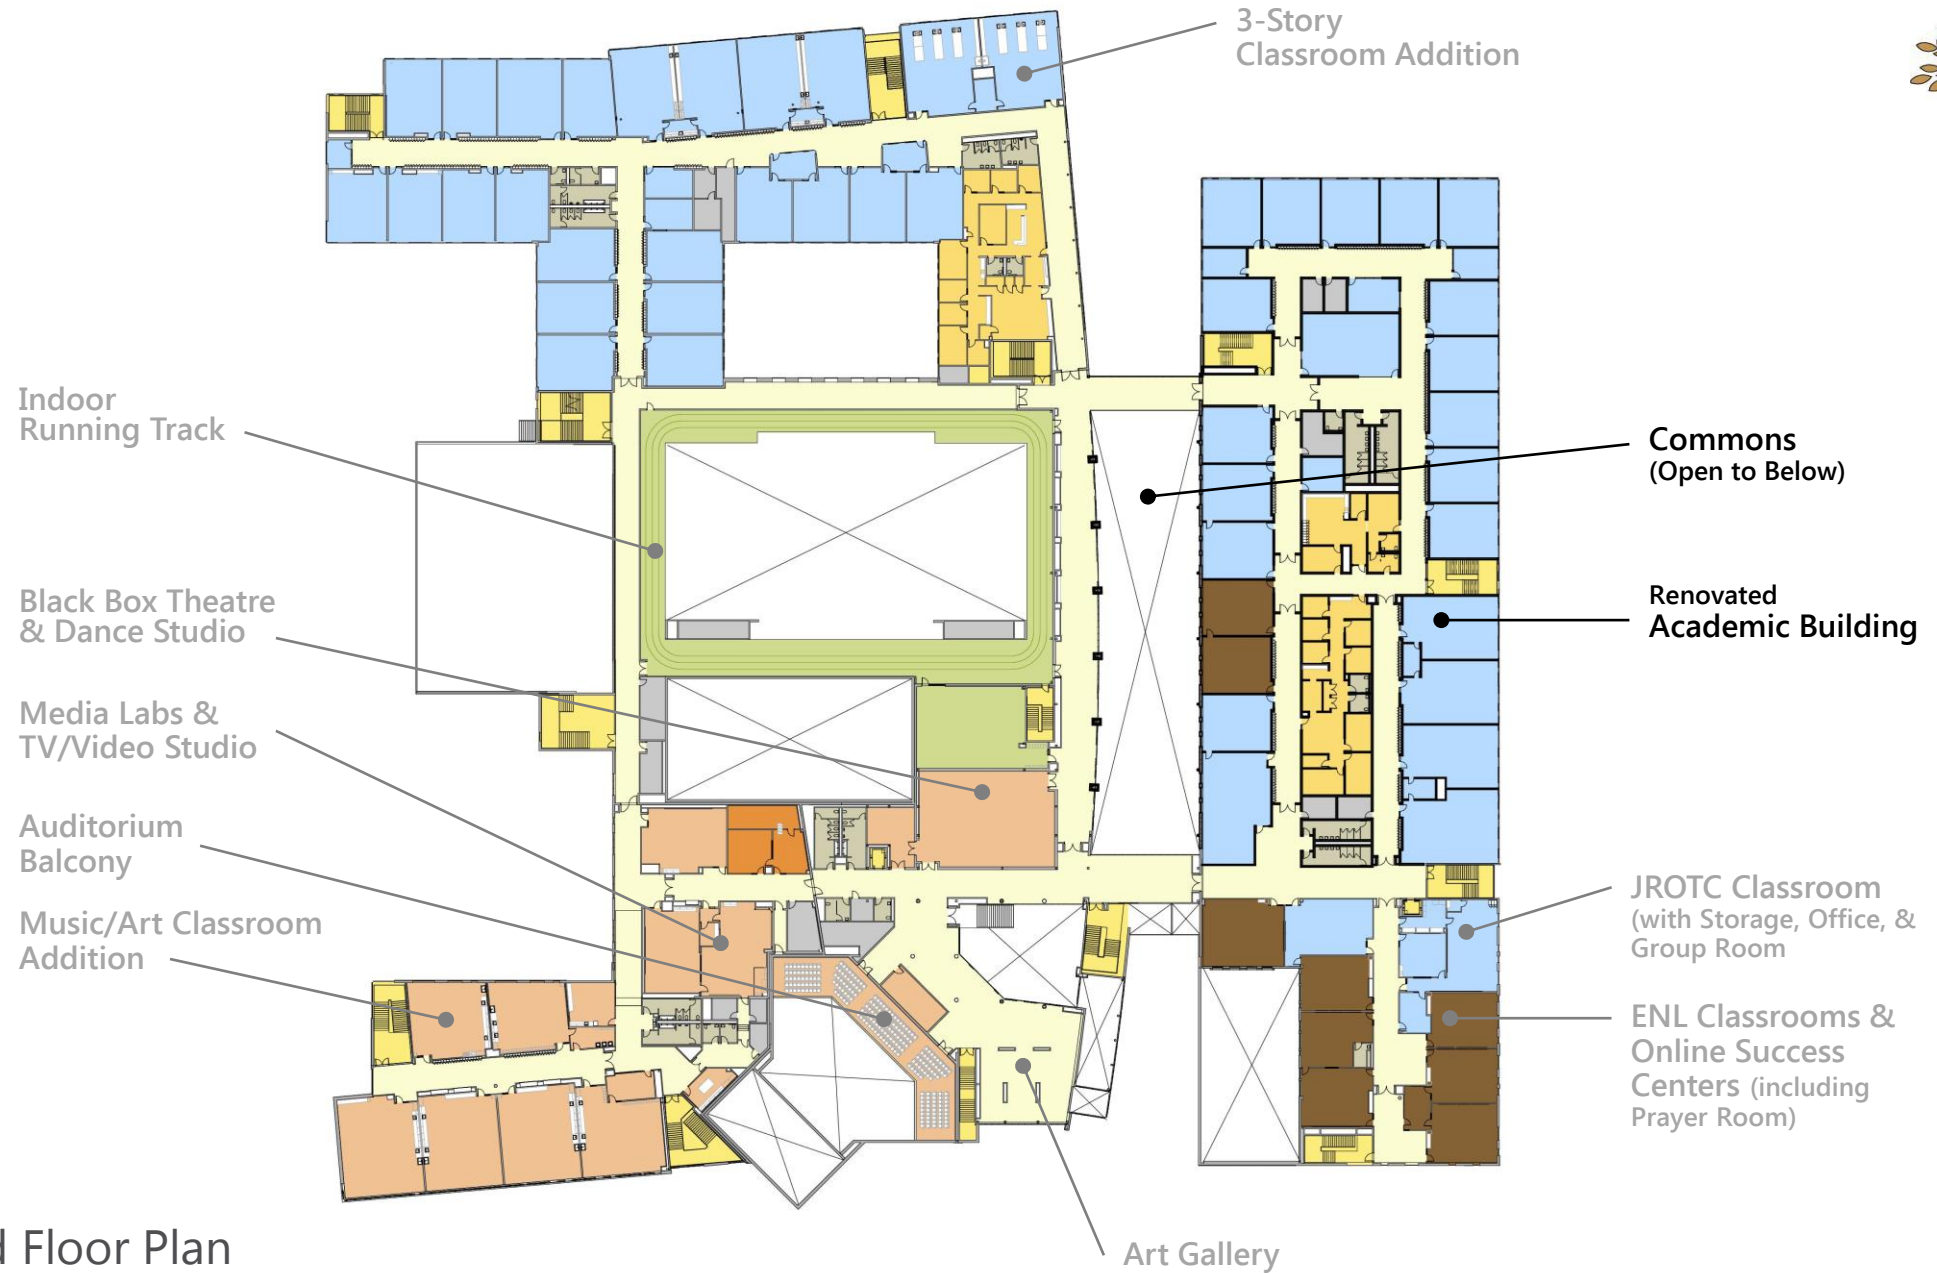 3-Story
Classroom Addition
Indoor
Running Track
Commons
(Open to Below)
Black Box Theatre
& Dance Studio
Renovated
Academic Building
Media Labs &
TV/Video Studio
Auditorium
Balcony
JROTC Classroom
(with Storage, Office, &
Group Room
Music/Art Classroom
Addition
ENL Classrooms &
Online Success
Centers (including
Prayer Room)
Art Gallery
Floor Plan